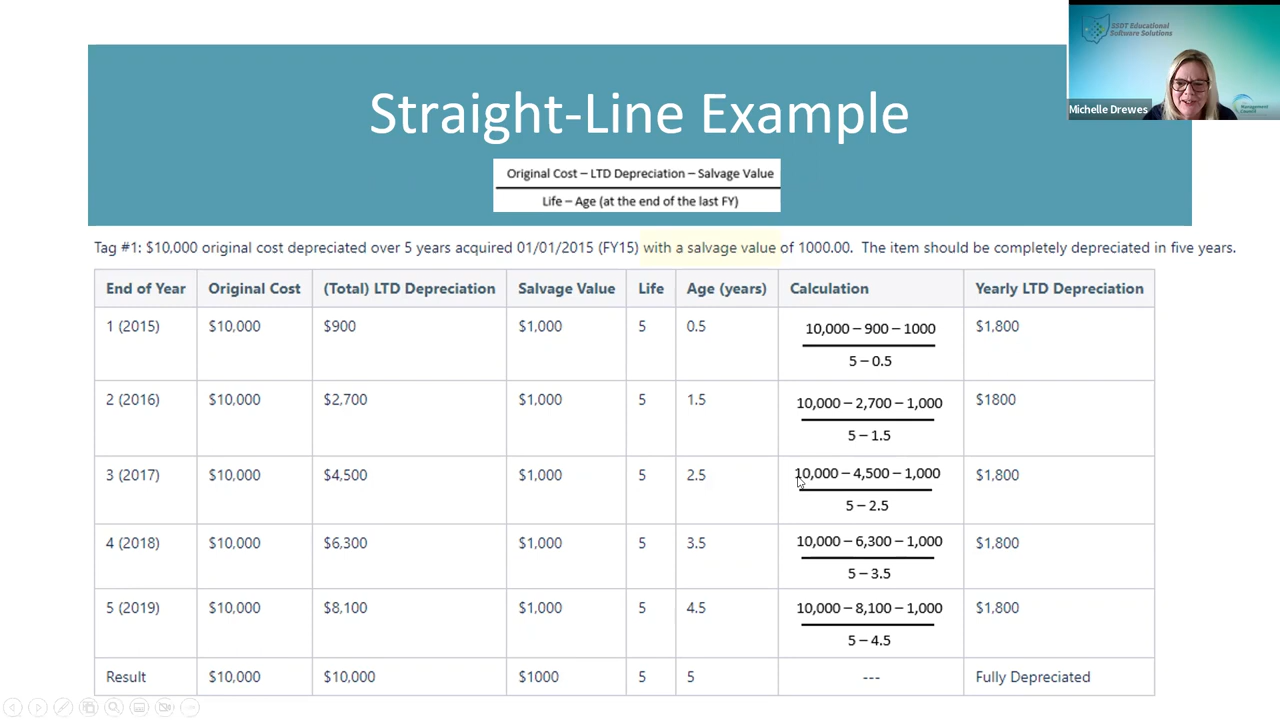 SSDT Educational
Software Solutions
Management
Council
Michelle Drewes
Straight-Line Example
Original Cost – LTD Depreciation – Salvage Value
Life – Age (at the end of the last FY)
Tag #1: $10,000 original cost depreciated over 5 years acquired 01/01/2015 (FY15) with a salvage value of 1000.00.  The item should be completely depreciated in five years.
End of Year Original Cost (Total) LTD Depreciation Salvage Value Life Age (years) Calculation Yearly LTD Depreciation
1 (2015) $10,000 $900 $1,000 5 0.5 10,000 – 900 – 1000 $1,800
5 – 0.5
2 (2016) $10,000 $2,700 $1,000 5 1.5 10,000 – 2,700 – 1,000 $1800
5 – 1.5
3 (2017) $10,000 $4,500 $1,000 5 2.5 10,000 – 4,500 – 1,000 $1,800
5 – 2.5
4 (2018) $10,000 $6,300 $1,000 5 3.5 10,000 – 6,300 – 1,000 $1,800
5 – 3.5
5 (2019) $10,000 $8,100 $1,000 5 4.5 10,000 – 8,100 – 1,000 $1,800
5 – 4.5
Result $10,000 $10,000 $1000 5 5 --- Fully Depreciated